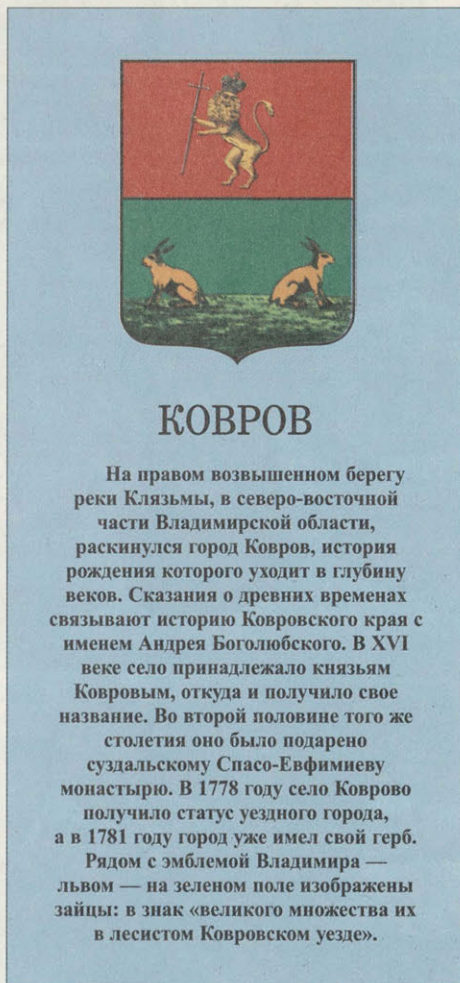 КОВРОВ
На правом возвышенном берегу
реки Клязьмы, в северо-восточной
части Владимирской области,
раскинулся город Ковров, история
рождения которого уходит в глубину
веков. Сказания о древних временах
связывают историю Ковровского края с
именем Андрея Боголюбского. В XVI
веке село принадлежало князьям
Ковровым, откуда и получило свое
название. Во второй половине того же
столетия оно было подарено
суздальскому Спасо-Евфимиеву
монастырю. В 1778 году село Коврово
получило статус уездного города,
а в 1781 году город уже имел свой герб.
Рядом с эмблемой Владимира —
львом — на зеленом поле изображены
зайцы: в знак «великого множества их
в лесистом Ковровском уезде».